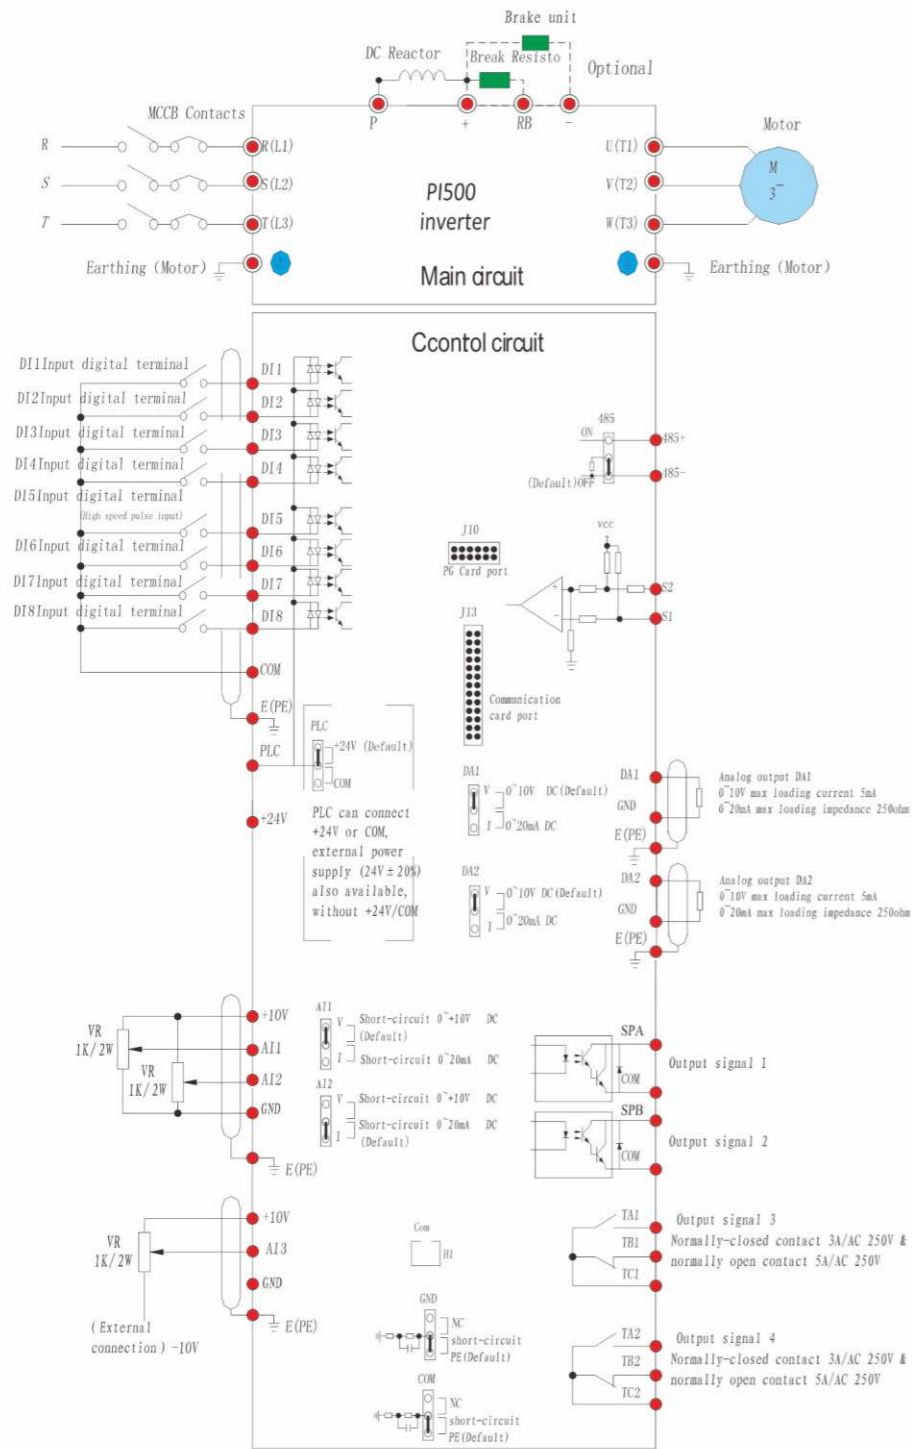 Brake unit
DC Reactor
Break Resisto
Optional
P
+
RB
-
MCCB Contacts
Motor
R
R(L1)
U(T1)
M
3~
S
S(L2)
V(T2)
PI500
inverter
T
T(L3)
W(T3)
Earthing (Motor)
Main circuit
Earthing (Motor)
Ccontol circuit
DI1Input digital terminal
DI1
DI2Input digital terminal
DI2
DI3Input digital terminal
DI3
DI4Input digital terminal
DI4
DI5Input digital terminal
(High speed pulse input)
DI5
DI6Input digital terminal
DI6
DI7Input digital terminal
DI7
DI8Input digital terminal
DI8
COM
E(PE)
PLC
+24V
485
ON
485+
(Default)OFF
485-
J10
PG Card port
VCC
+
-
S2
S1
J13
Communication
card port
PLC
+24V (Default)
COM
PLC can connect
+24V or COM,
external power
supply (24V±20%)
also available,
without +24V/COM
DA1
V
0~10V DC(Default)
I
0~20mA DC
DA2
V
0~10V DC(Default)
I
0~20mA DC
DA1
GND
E(PE)
Analog output DA1
0~10V max loading current 5mA
0~20mA max loading impedance 250ohm
DA2
GND
E(PE)
Analog output DA2
0~10V max loading current 5mA
0~20mA max loading impedance 250ohm
VR
1K/2W
VR
1K/2W
+10V
AI1
AI2
GND
E(PE)
AI1
V
Short-circuit 0~+10V DC
(Default)
I
Short-circuit 0~20mA DC
AI2
V
Short-circuit 0~+10V DC
I
Short-circuit 0~20mA DC
(Default)
SPA
COM
Output signal 1
SPB
COM
Output signal 2
VR
1K/2W
+10V
AI3
GND
E(PE)
(External
connection) -10V
Com
H1
GND
NC
short-circuit
PE(Default)
COM
NC
short-circuit
PE(Default)
TA1
TB1
TC1
Output signal 3
Normally-closed contact 3A/AC 250V &
normally open contact 5A/AC 250V
TA2
TB2
TC2
Output signal 4
Normally-closed contact 3A/AC 250V &
normally open contact 5A/AC 250V